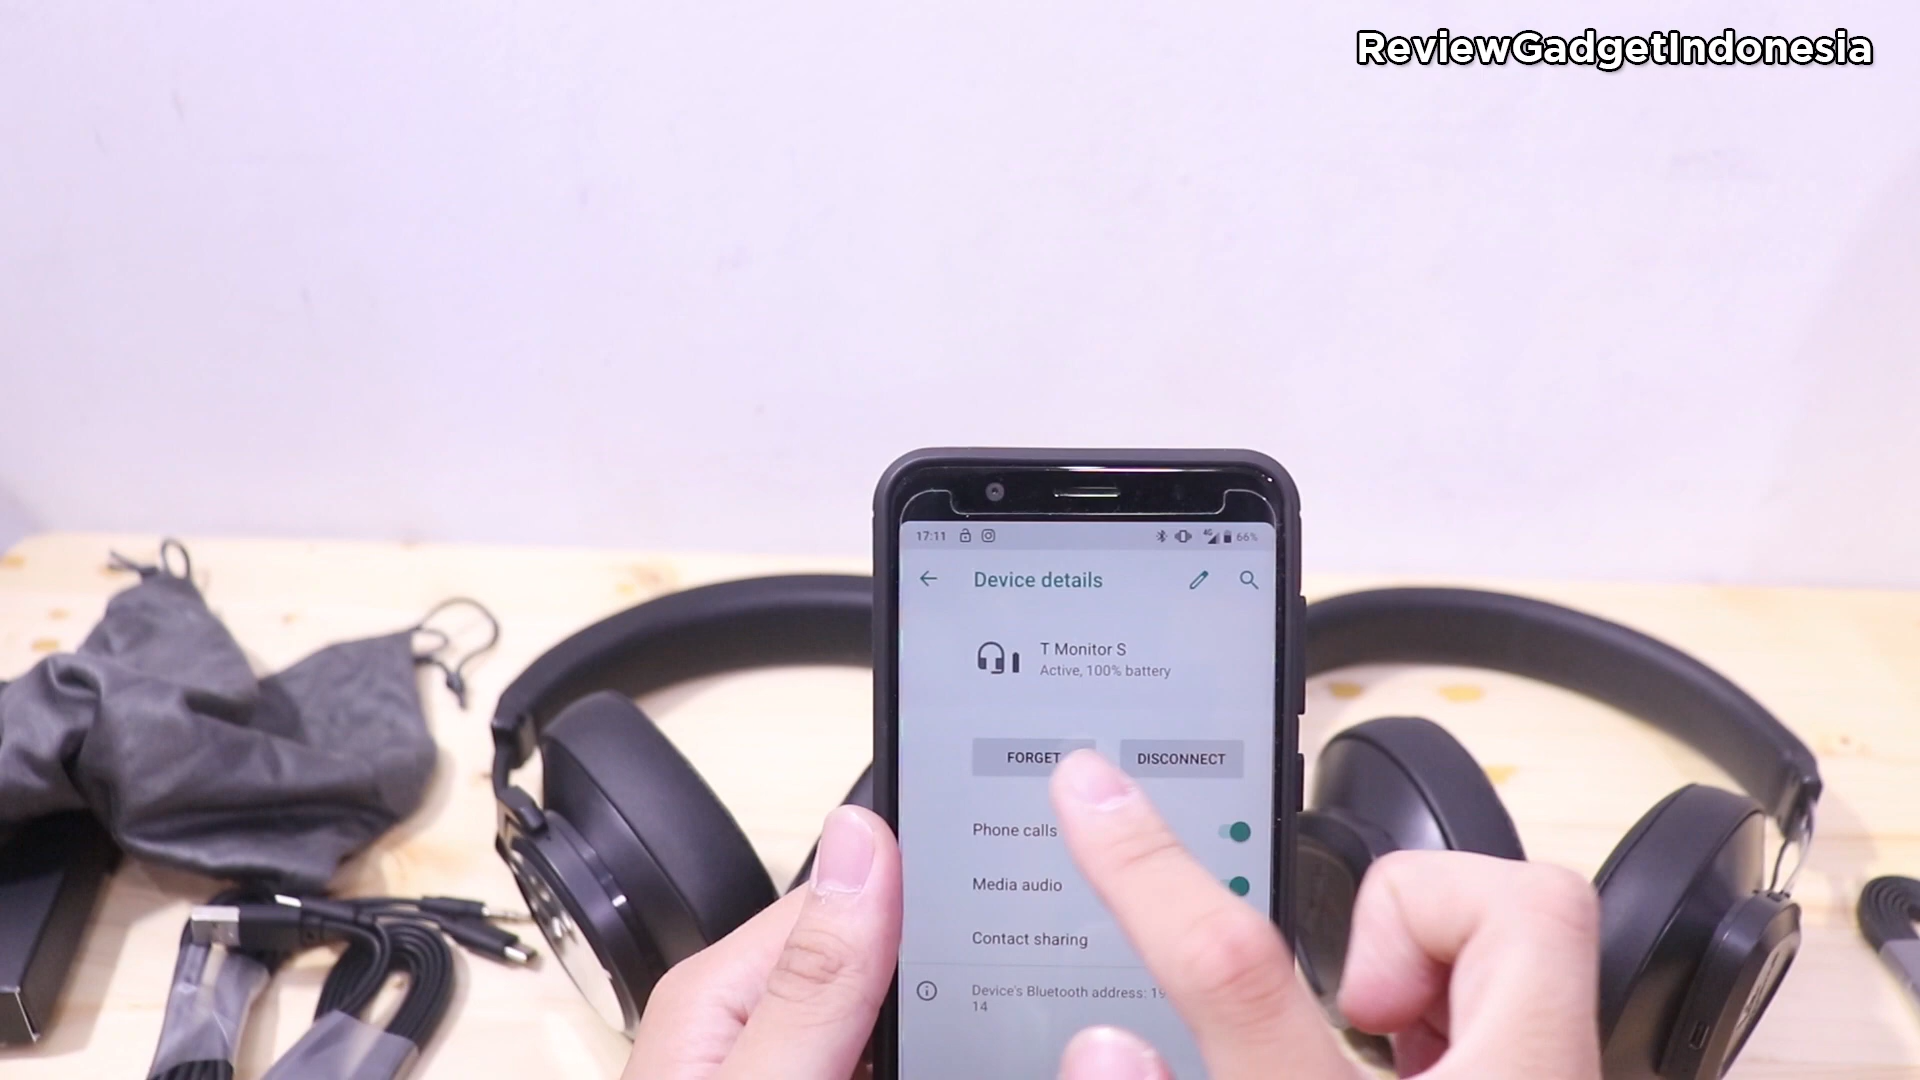 ReviewGadgetIndonesia
17:11
4G 66%
Device details
T Monitor S
Active, 100% battery
FORGET
DISCONNECT
Phone calls
Media audio
Contact sharing
Device's Bluetooth address: 19
14